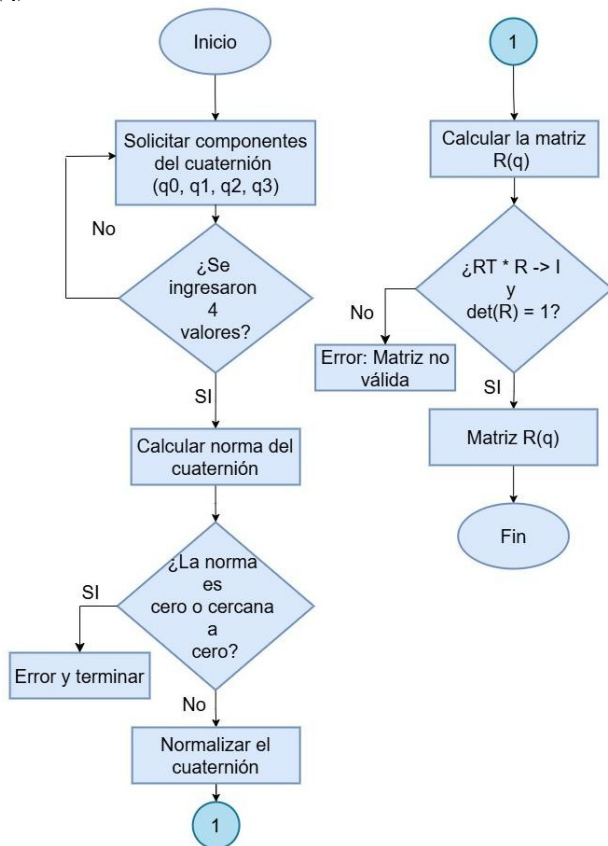 Inicio
Solicitar componentes
del cuaternión
(q0, q1, q2, q3)
No
¿Se
ingresaron
4
valores?
SI
Calcular norma del
cuaternión
¿La norma
es
cero o cercana
a
cero?
SI
Error y terminar
No
Normalizar el
cuaternión
1
1
Calcular la matriz
R(q)
¿RT * R -> I
y
det(R) = 1?
No
Error: Matriz no
válida
SI
Matriz R(q)
Fin